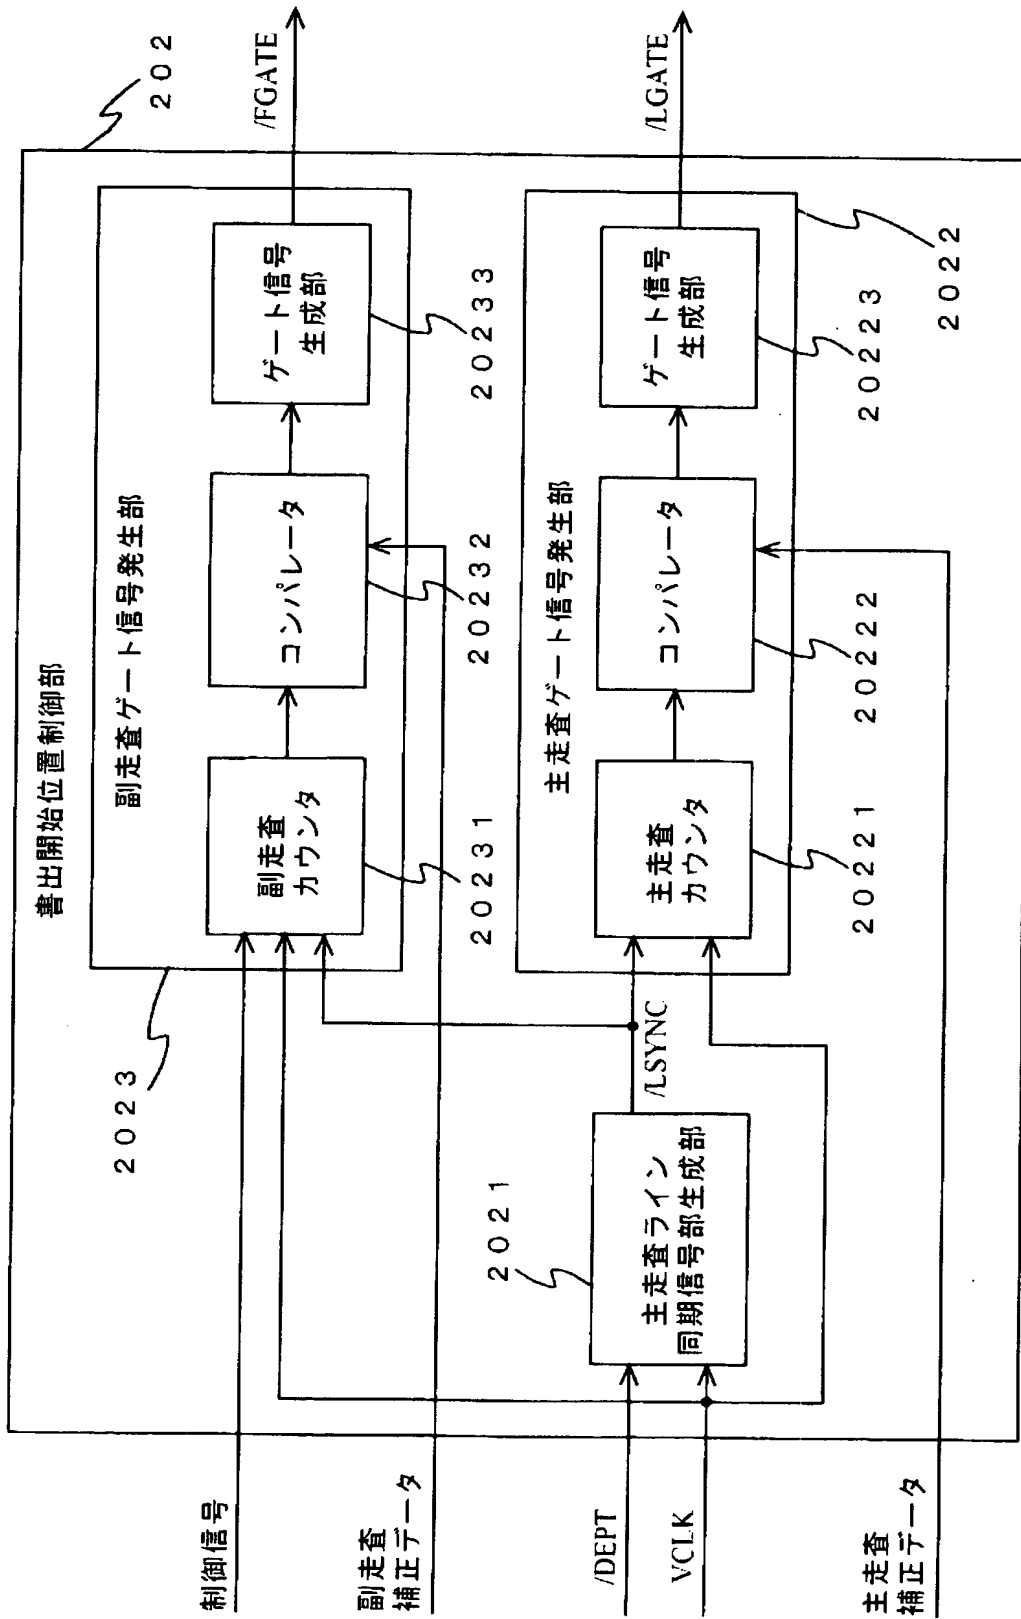 書出開始位置制御部
202
副走査ゲート信号発生部
2023
制御信号
副走査
カウンタ
20231
コンパレータ
20232
ゲート信号
生成部
20233
/FGATE
副走査
補正データ
主走査ゲート信号発生部
2022
/DEPT
VCLK
主走査ライン
同期信号部生成部
2021
/LSYNC
主走査
カウンタ
20221
コンパレータ
20222
ゲート信号
生成部
20223
/LGATE
主走査
補正データ